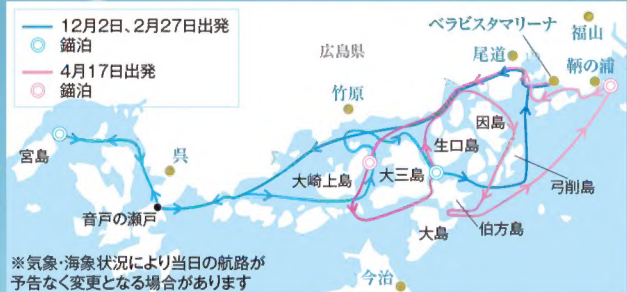 12月2日、2月27日出発
錨泊
4月17日出発
錨泊
広島県
ベラビスタマリーナ
福山
尾道
鞆の浦
竹原
宮島
呉
因島
生口島
大崎上島
大三島
弓削島
音戸の瀬戸
大島
伯方島
今治
※気象・海象状況により当日の航路が
予告なく変更となる場合があります